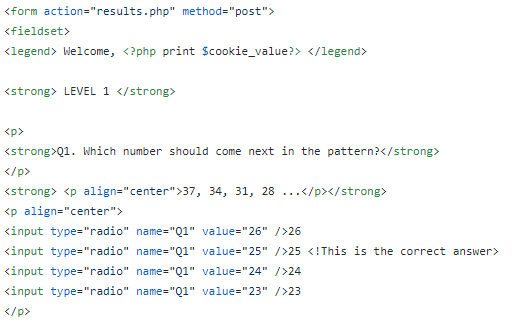 <form action="results.php" method="post">
<fieldset>
<legend> Welcome, <?php print $cookie_value?> </legend>
<strong> LEVEL 1 </strong>
<p>
<strong>Q1. Which number should come next in the pattern?</strong>
</p>
<strong> <p align="center">37, 34, 31, 28 ...</p></strong>
<p align="center">
<input type="radio" name="Q1" value="26" />26
<input type="radio" name="Q1" value="25" />25 <!This is the correct answer>
<input type="radio" name="Q1" value="24" />24
<input type="radio" name="Q1" value="23" />23
</p>